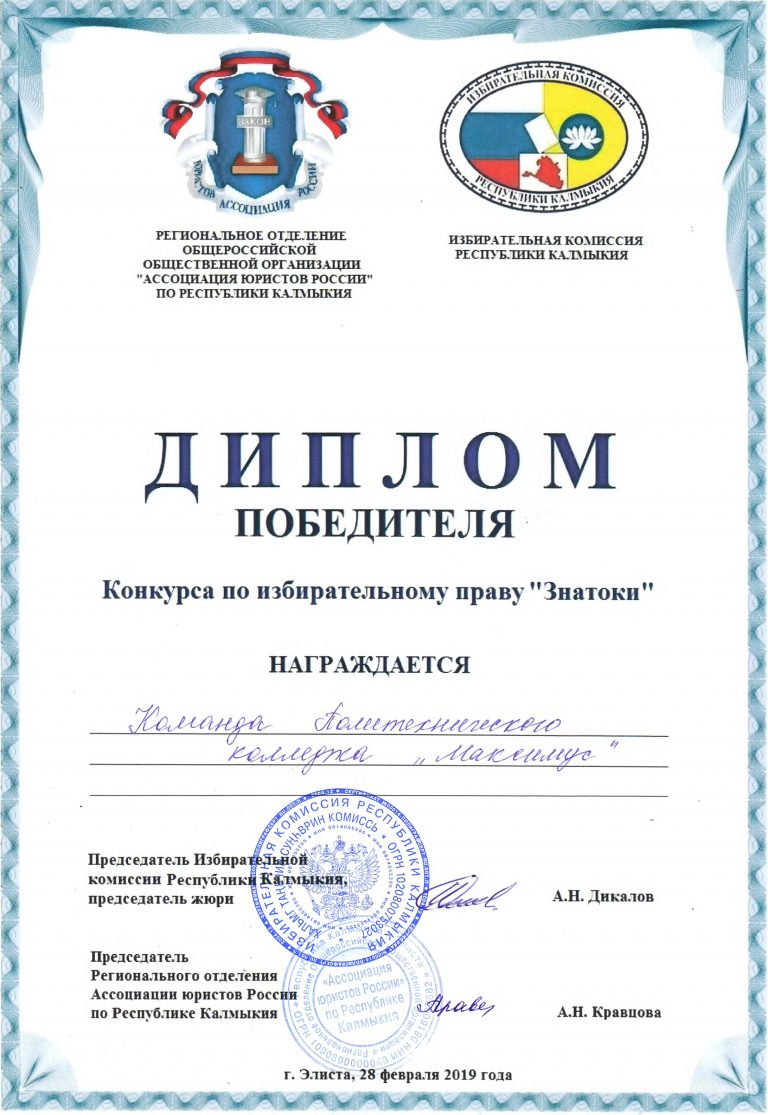 ЗАКОН
ЮРИСТОВ АССОЦИАЦИЯ РОССИИ
ИЗБИРАТЕЛЬНАЯ КОМИССИЯ
РЕСПУБЛИКИ КАЛМЫКИЯ
РЕГИОНАЛЬНОЕ ОТДЕЛЕНИЕ
ОБЩЕРОССИЙСКОЙ
ОБЩЕСТВЕННОЙ ОРГАНИЗАЦИИ
"АССОЦИАЦИЯ ЮРИСТОВ РОССИИ"
ПО РЕСПУБЛИКИ КАЛМЫКИЯ
ИЗБИРАТЕЛЬНАЯ КОМИССИЯ
РЕСПУБЛИКИ КАЛМЫКИЯ
ДИПЛОМ
ПОБЕДИТЕЛЯ
Конкурса по избирательному праву "Знатоки"
НАГРАЖДАЕТСЯ
Команда Политехнического
колледжа „Максимус"
ИЗБИРАТЕЛЬНАЯ КОМИССИЯ РЕСПУБЛИКИ КАЛМЫКИЯ
ХАЛЬМГ ТАҢҺЧИН СУҢҺВРИН КОМИССЬ * ОГРН 1020800753027
Председатель Избирательной
комиссии Республики Калмыкия,
председатель жюри
А.Н. Дикалов
Председатель
Регионального отделения
Ассоциации юристов России
по Республике Калмыкия
«Ассоциация
юристов России»
по Республике
Калмыкия
А.Н. Кравцова
г. Элиста, 28 февраля 2019 года